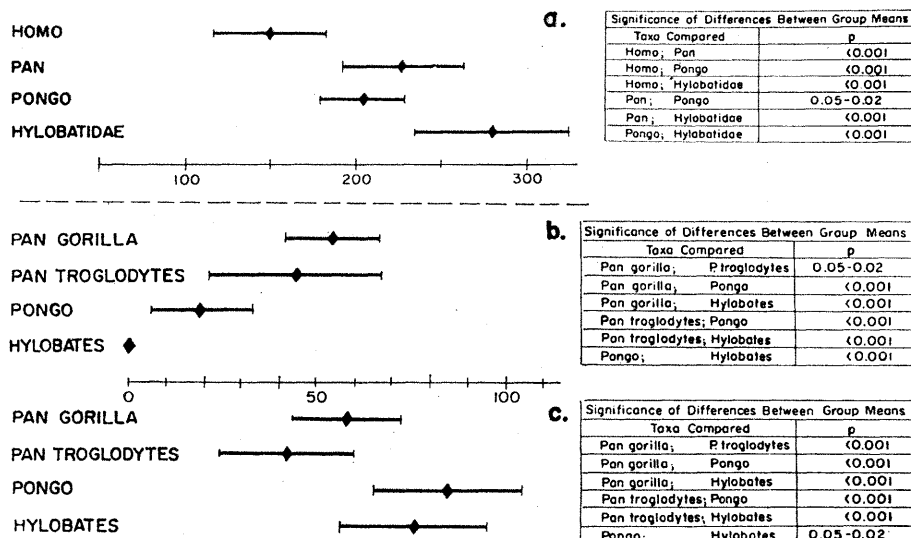 a.
HOMO
PAN
PONGO
HYLOBATIDAE
100 200 300
Significance of Differences Between Group Means
Taxa Compared p
Homo; Pan <0.001
Homo; Pongo <0.001
Homo; Hylobatidae <0.001
Pan; Pongo 0.05-0.02
Pan; Hylobatidae <0.001
Pongo; Hylobatidae <0.001
b.
PAN GORILLA
PAN TROGLODYTES
PONGO
HYLOBATES
0 50 100
Significance of Differences Between Group Means
Taxa Compared p
Pan gorilla; P. troglodytes 0.05-0.02
Pan gorilla; Pongo <0.001
Pan gorilla; Hylobates <0.001
Pan troglodytes; Pongo <0.001
Pan troglodytes; Hylobates <0.001
Pongo; Hylobates <0.001
c.
PAN GORILLA
PAN TROGLODYTES
PONGO
HYLOBATES
Significance of Differences Between Group Means
Taxa Compared p
Pan gorilla; P. troglodytes <0.001
Pan gorilla; Pongo <0.001
Pan gorilla; Hylobates <0.001
Pan troglodytes; Pongo <0.001
Pan troglodytes; Hylobates <0.001
Pongo; Hylobates 0.05-0.02